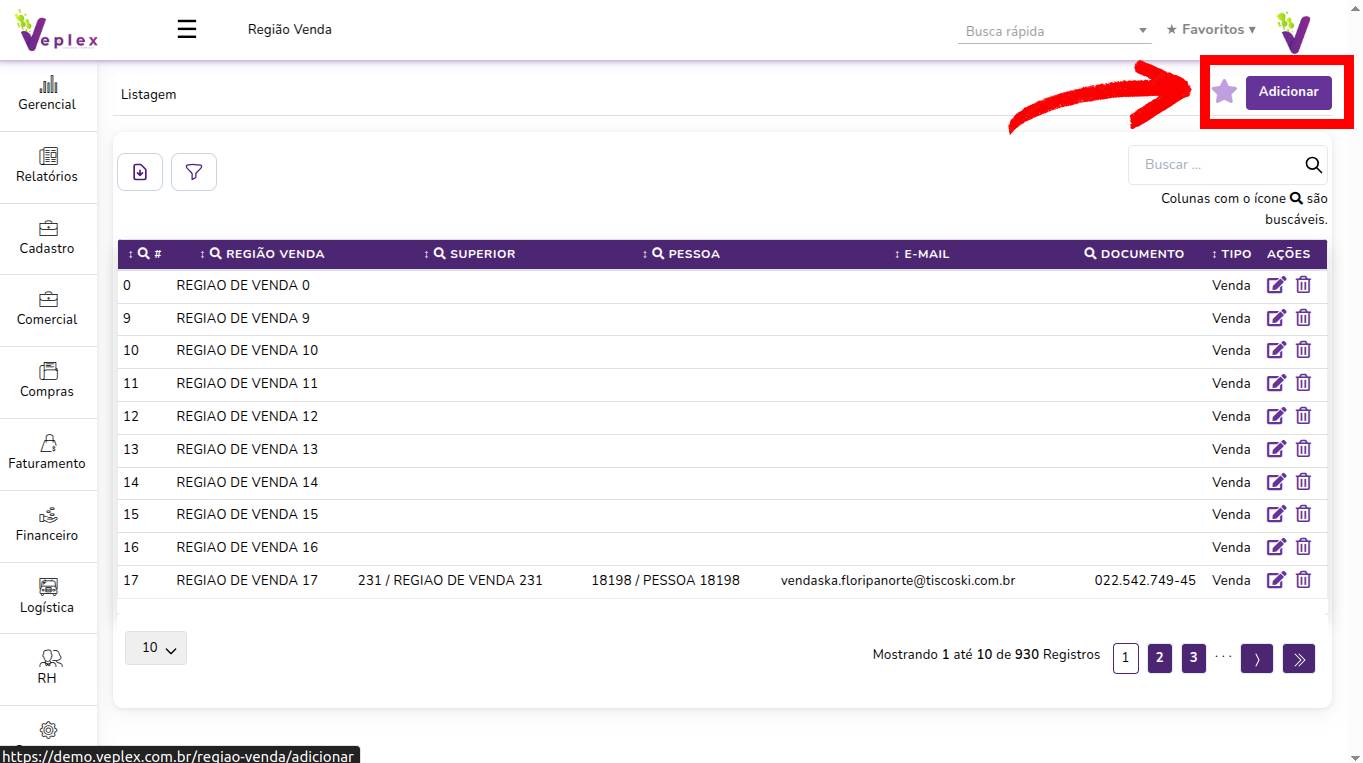 Veplex
Região Venda
Busca rápida
★ Favoritos ▾
Gerencial
Relatórios
Cadastro
Comercial
Compras
Faturamento
Financeiro
Logística
RH
Listagem
Adicionar
Buscar ...
Colunas com o ícone são
buscáveis.
↕ # ↕ REGIÃO VENDA ↕ SUPERIOR ↕ PESSOA ↕ E-MAIL DOCUMENTO ↕ TIPO AÇÕES
0 REGIAO DE VENDA 0 Venda
9 REGIAO DE VENDA 9 Venda
10 REGIAO DE VENDA 10 Venda
11 REGIAO DE VENDA 11 Venda
12 REGIAO DE VENDA 12 Venda
13 REGIAO DE VENDA 13 Venda
14 REGIAO DE VENDA 14 Venda
15 REGIAO DE VENDA 15 Venda
16 REGIAO DE VENDA 16 Venda
17 REGIAO DE VENDA 17 231 / REGIAO DE VENDA 231 18198 / PESSOA 18198 vendaska.floripanorte@tiscoski.com.br 022.542.749-45 Venda
10
Mostrando 1 até 10 de 930 Registros 1 2 3 ... 〉 »
https://demo.veplex.com.br/regiao-venda/adicionar